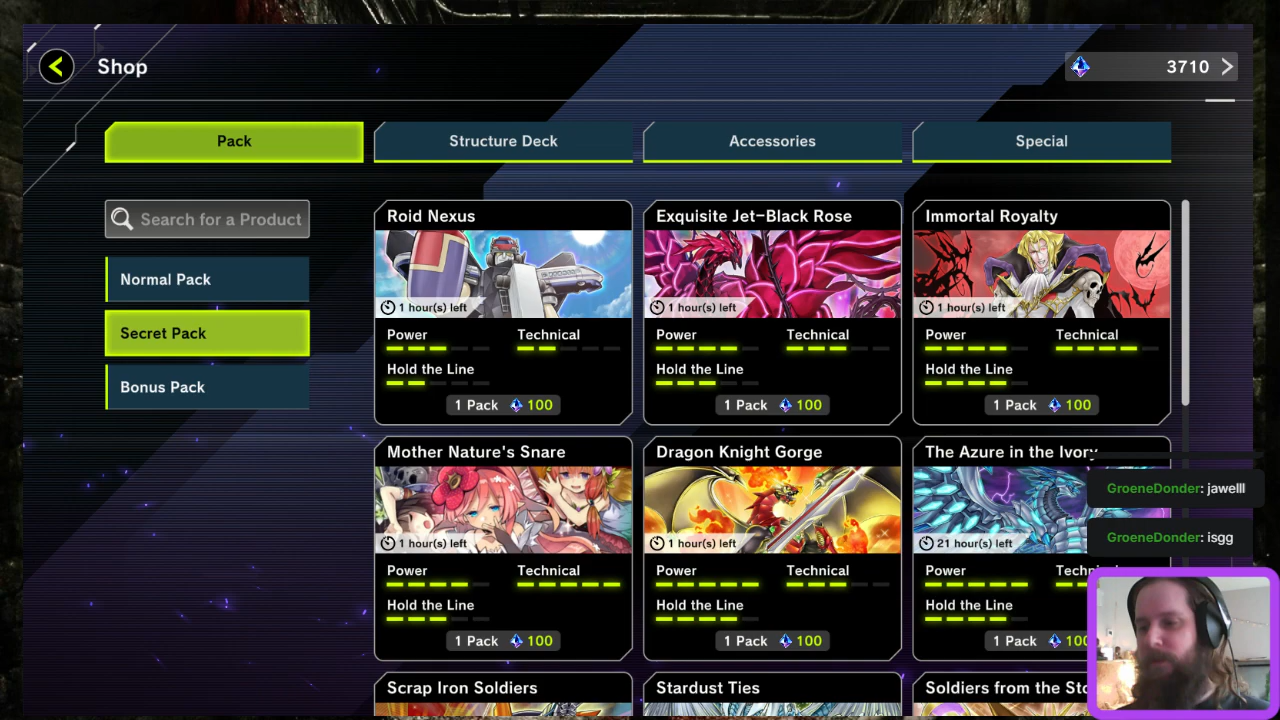 Shop
3710
Pack
Structure Deck
Accessories
Special
Search for a Product
Normal Pack
Secret Pack
Bonus Pack
Roid Nexus
1 hour(s) left
Power
Technical
Hold the Line
1 Pack 100
Exquisite Jet-Black Rose
1 hour(s) left
Power
Technical
Hold the Line
1 Pack 100
Immortal Royalty
1 hour(s) left
Power
Technical
Hold the Line
1 Pack 100
Mother Nature's Snare
1 hour(s) left
Power
Technical
Hold the Line
1 Pack 100
Dragon Knight Gorge
1 hour(s) left
Power
Technical
Hold the Line
1 Pack 100
The Azure in the Ivory
21 hour(s) left
Power
Hold the Line
1 Pack 100
Scrap Iron Soldiers
Stardust Ties
Soldiers from the
GroeneDonder: jawelll
GroeneDonder: isgg